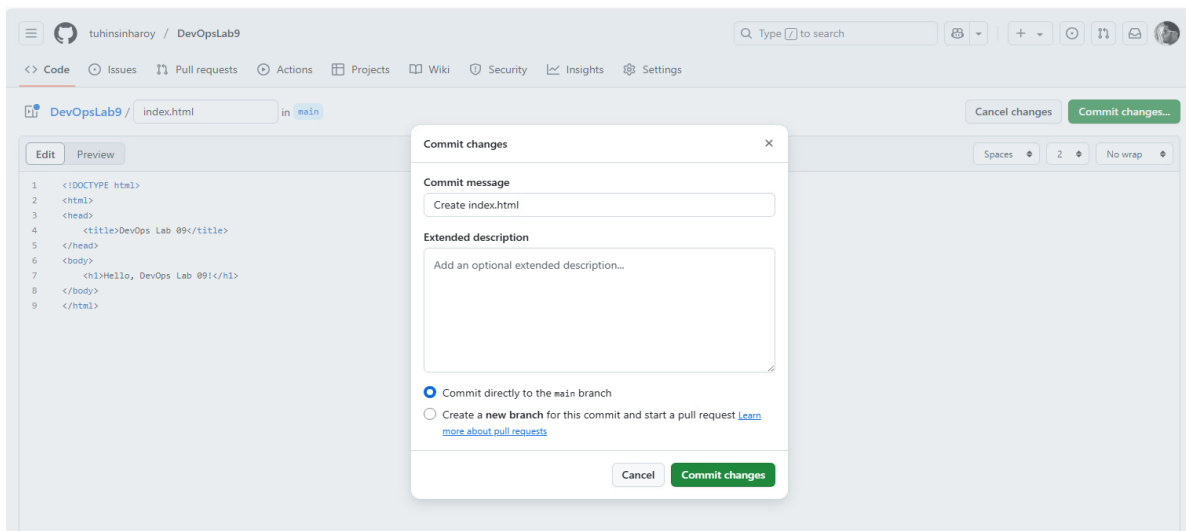 tuhinsinharoy / DevOpsLab9
Type / to search
Code Issues Pull requests Actions Projects Wiki Security Insights Settings
DevOpsLab9 / index.html in main
Cancel changes Commit changes...
Edit Preview
Spaces 2 No wrap
1 <!DOCTYPE html>
2 <html>
3 <head>
4 <title>DevOps Lab 09</title>
5 </head>
6 <body>
7 <h1>Hello, DevOps Lab 09!</h1>
8 </body>
9 </html>
Commit changes
Commit message
Create index.html
Extended description
Add an optional extended description...
Commit directly to the main branch
Create a new branch for this commit and start a pull request Learn
more about pull requests
Cancel Commit changes